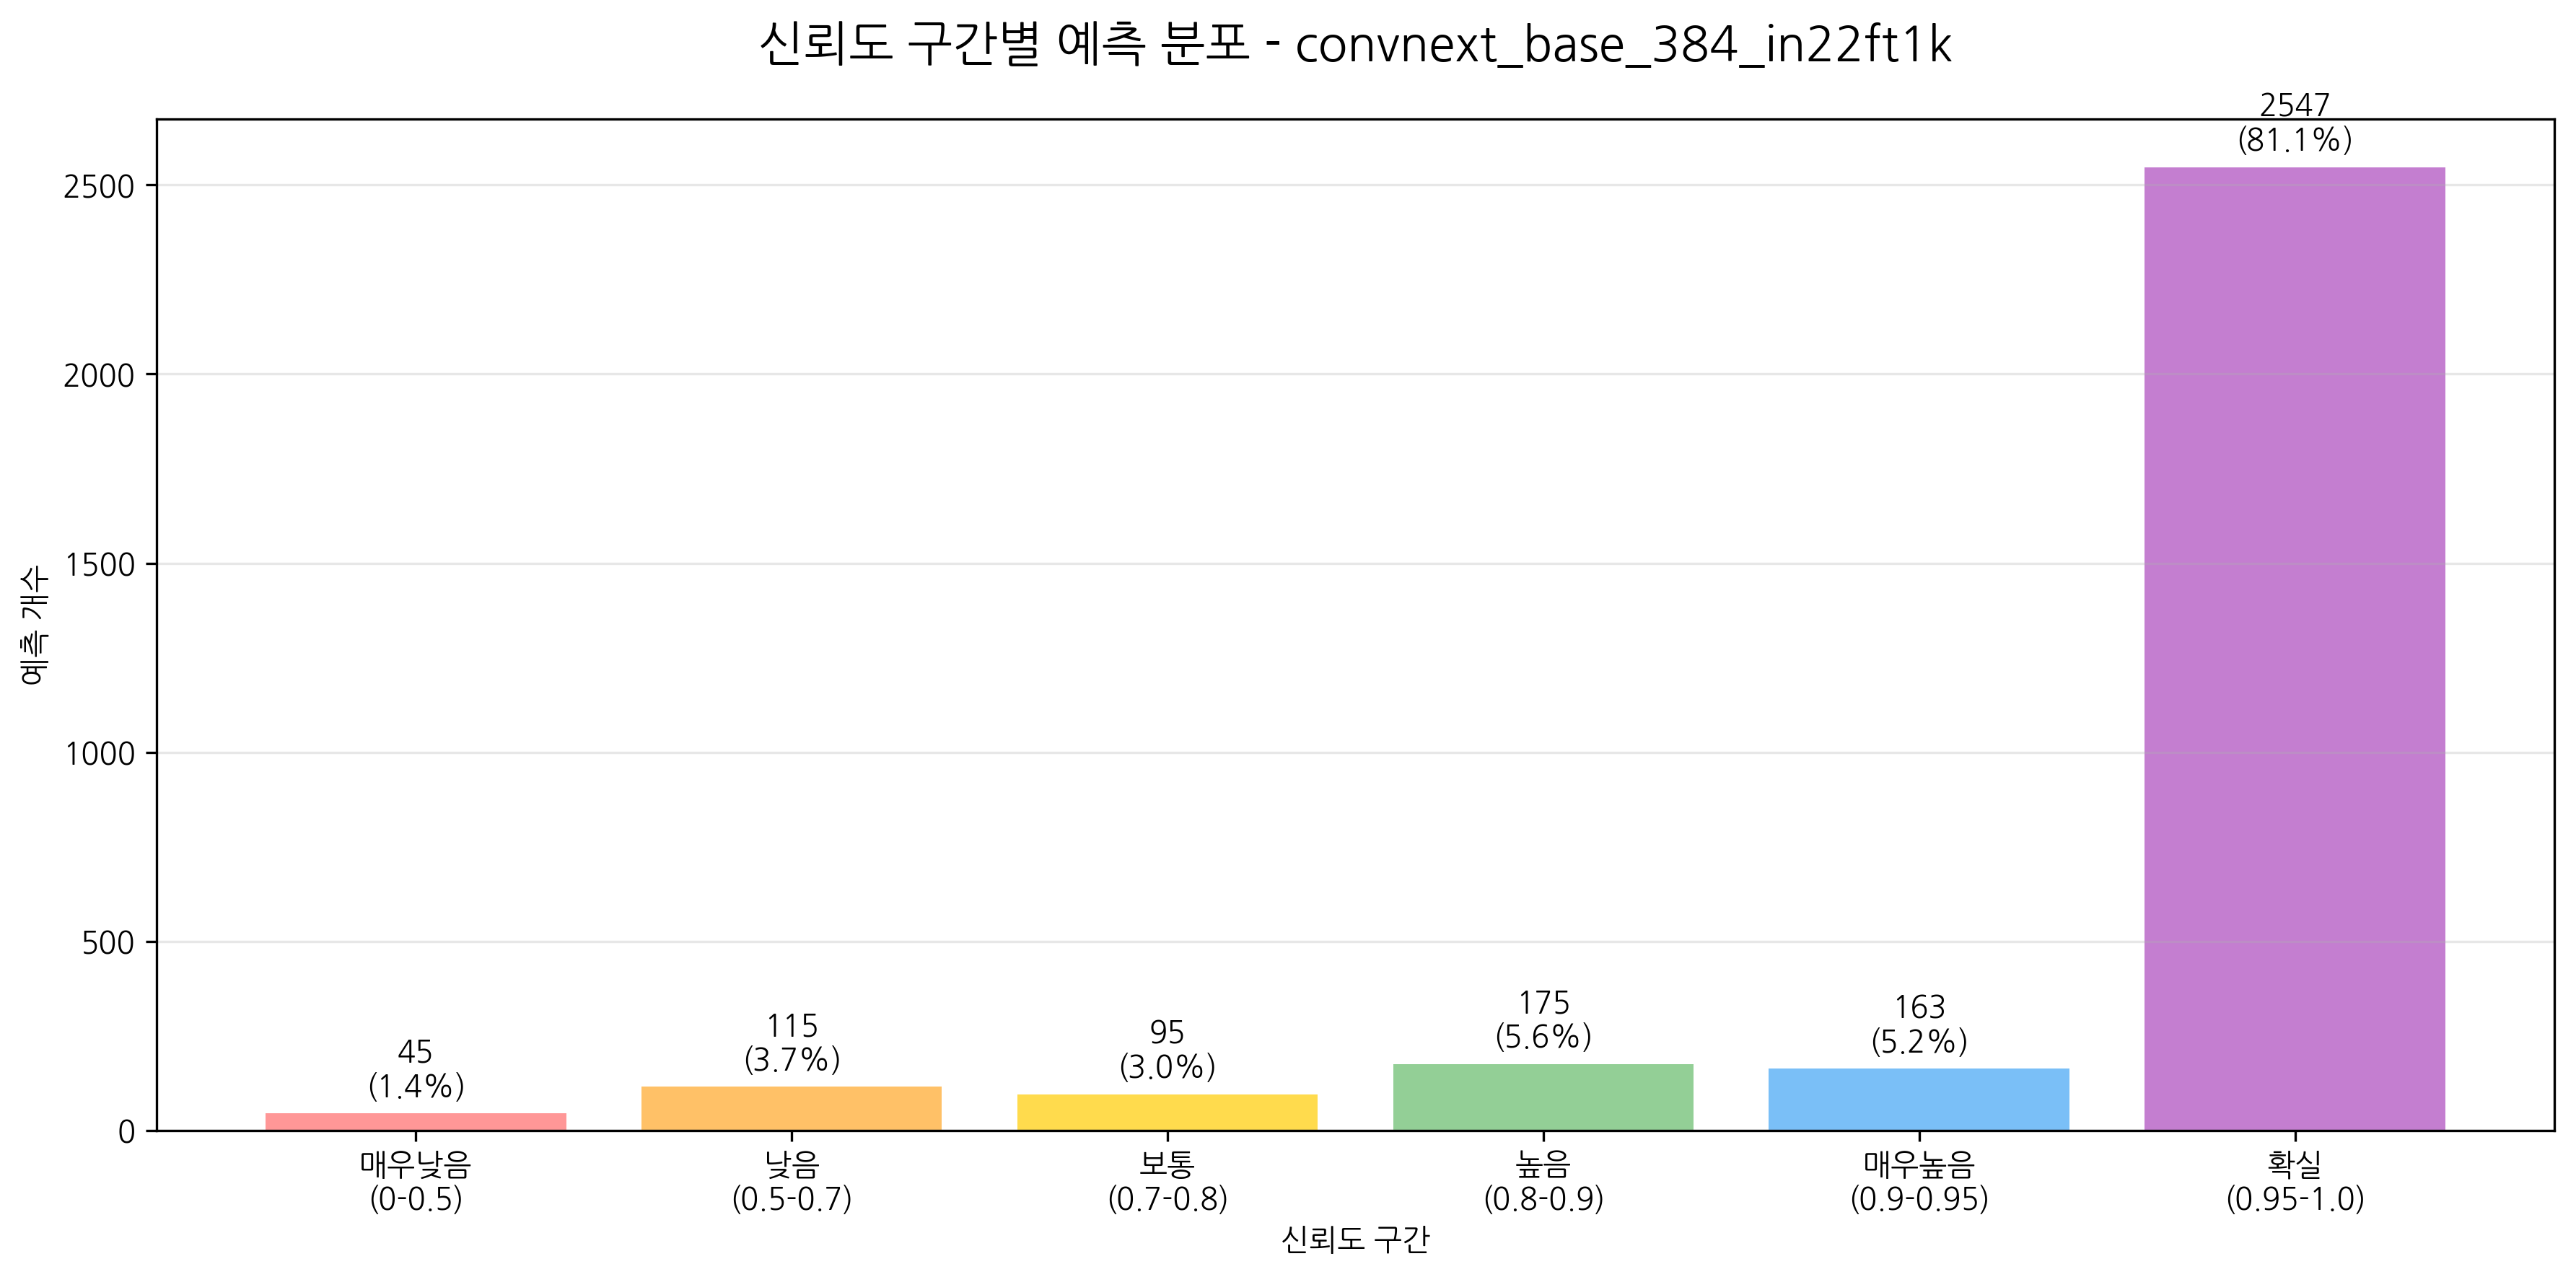 신뢰도 구간별 예측 분포 - convnext_base_384_in22ft1k
2547
(81.1%)
2500
2000
1500
1000
500
0
예측 개수
45
(1.4%)
115
(3.7%)
95
(3.0%)
175
(5.6%)
163
(5.2%)
매우낮음
(0-0.5)
낮음
(0.5-0.7)
보통
(0.7-0.8)
높음
(0.8-0.9)
매우높음
(0.9-0.95)
확실
(0.95-1.0)
신뢰도 구간